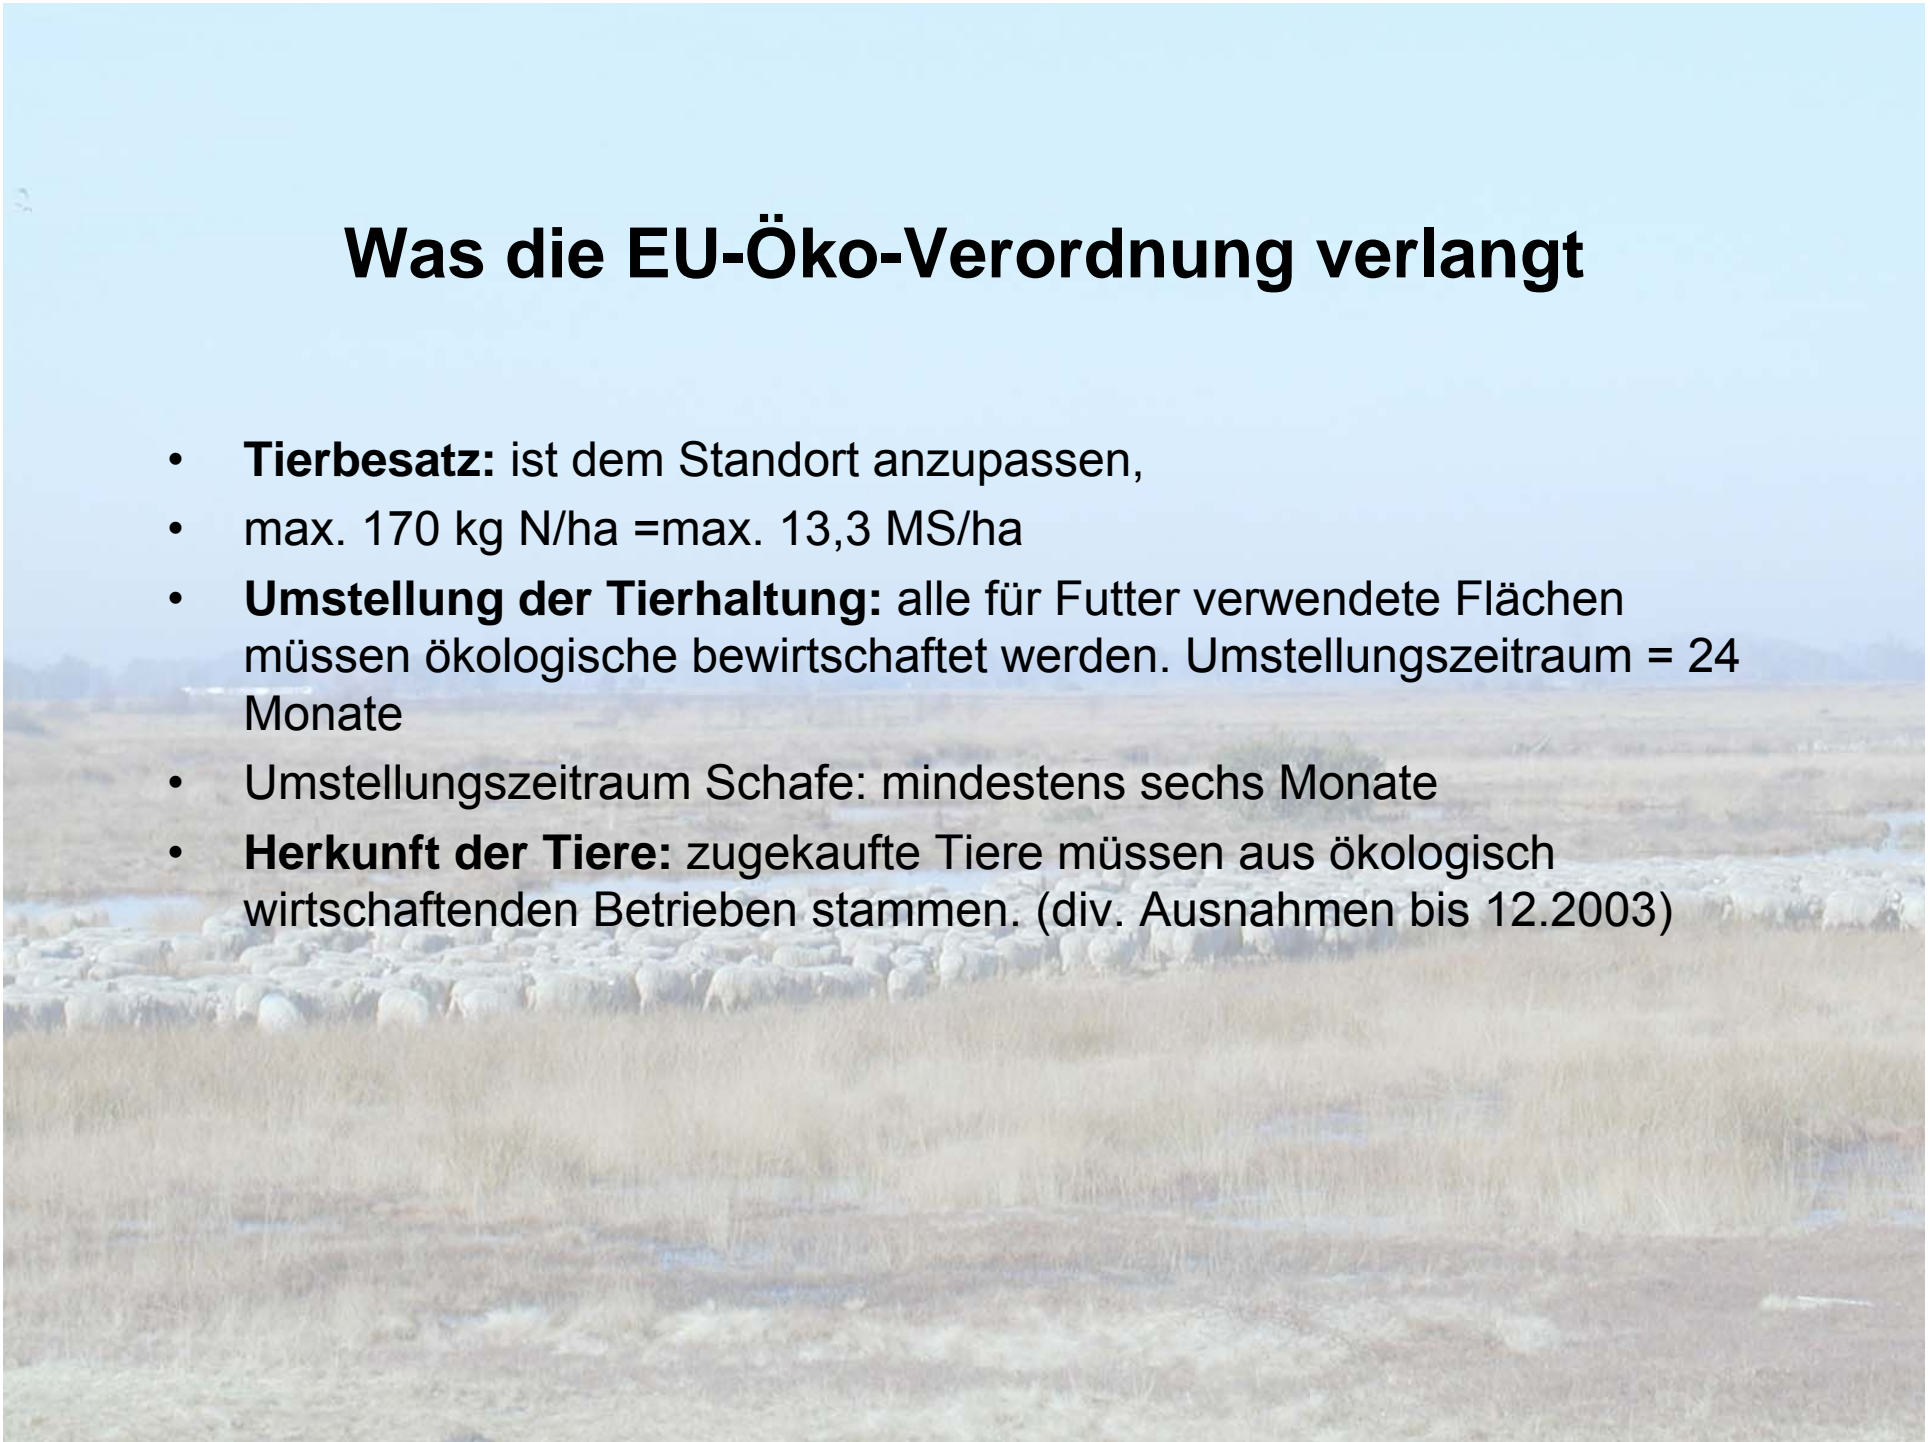 Was die EU-Öko-Verordnung verlangt
• Tierbesatz: ist dem Standort anzupassen,
• max. 170 kg N/ha =max. 13,3 MS/ha
• Umstellung der Tierhaltung: alle für Futter verwendete Flächen
müssen ökologische bewirtschaftet werden. Umstellungszeitraum = 24
Monate
• Umstellungszeitraum Schafe: mindestens sechs Monate
• Herkunft der Tiere: zugekaufte Tiere müssen aus ökologisch
wirtschaftenden Betrieben stammen. (div. Ausnahmen bis 12.2003)